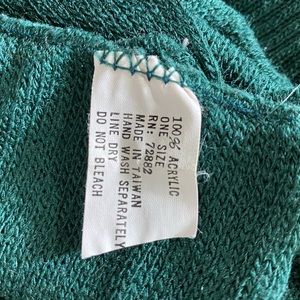 100% ACRYLIC
ONE SIZE
RN: 72882
MADE IN TAIWAN
HAND WASH SEPARATELY
LINE DRY
DO NOT BLEACH